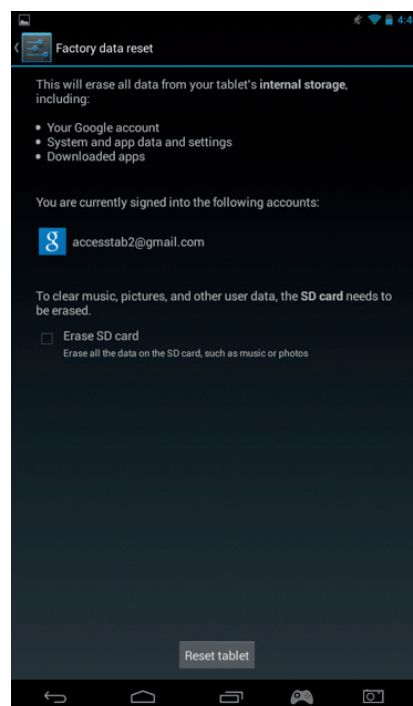 4:4
Factory data reset
This will erase all data from your tablet's internal storage,
including:
• Your Google account
• System and app data and settings
• Downloaded apps
You are currently signed into the following accounts:
g accesstab2@gmail.com
To clear music, pictures, and other user data, the SD card needs to
be erased.
Erase SD card
Erase all the data on the SD card, such as music or photos
Reset tablet